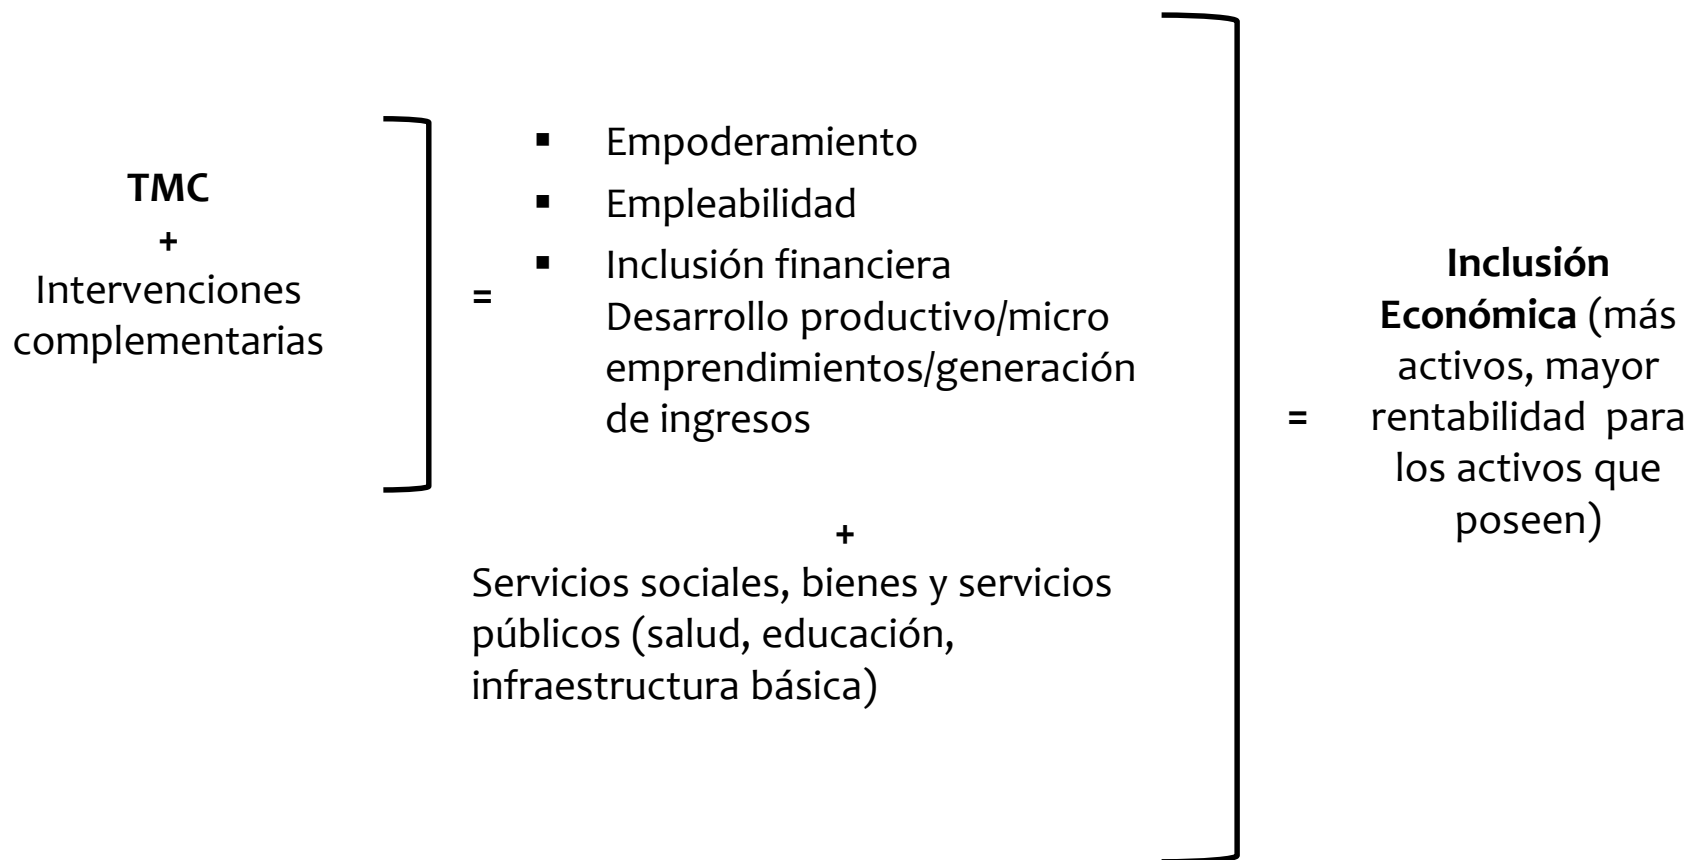 TMC
+
Intervenciones
complementarias
=
▪ Empoderamiento
▪ Empleabilidad
▪ Inclusión financiera
Desarrollo productivo/micro
emprendimientos/generación
de ingresos
+
Servicios sociales, bienes y servicios
públicos (salud, educación,
infraestructura básica)
=
Inclusión
Económica (más
activos, mayor
rentabilidad para
los activos que
poseen)